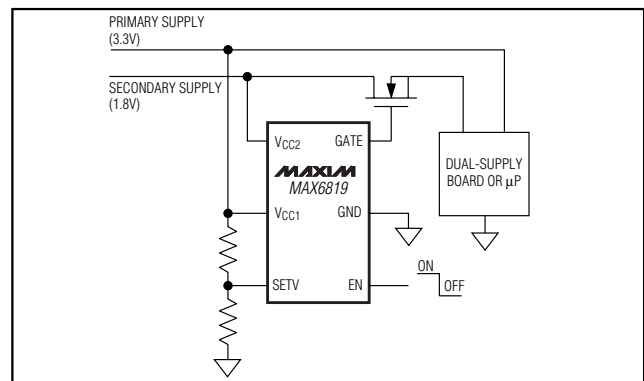 PRIMARY SUPPLY
(3.3V)
SECONDARY SUPPLY
(1.8V)
VCC2
GATE
MAXIM
MAX6819
DUAL-SUPPLY
BOARD OR μP
VCC1
GND
SETV
EN
ON
OFF